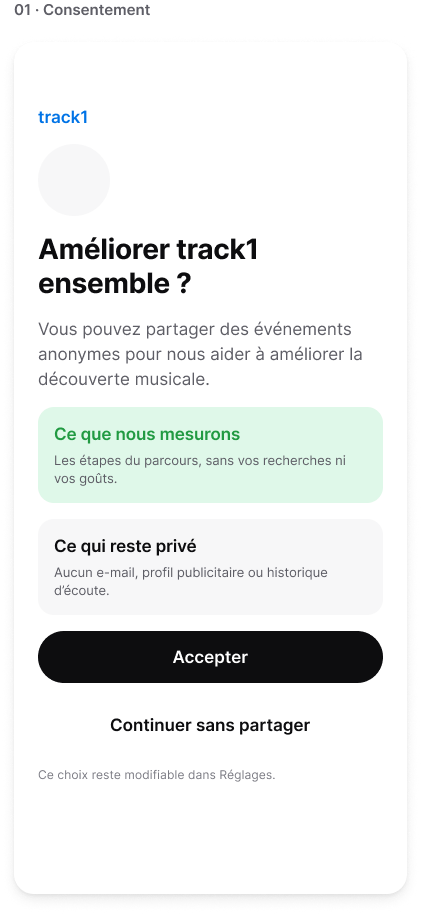 01 · Consentement
track1
Améliorer track1
ensemble ?
Vous pouvez partager des événements
anonymes pour nous aider à améliorer la
découverte musicale.
Ce que nous mesurons
Les étapes du parcours, sans vos recherches ni
vos goûts.
Ce qui reste privé
Aucun e-mail, profil publicitaire ou historique
d'écoute.
Accepter
Continuer sans partager
Ce choix reste modifiable dans Réglages.